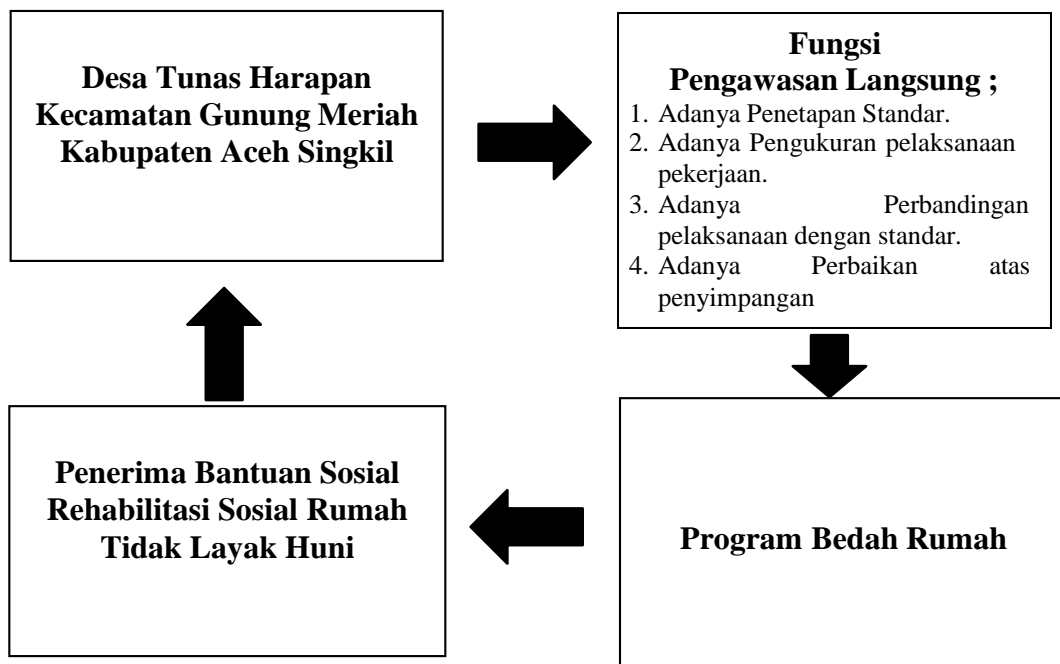 Desa Tunas Harapan
Kecamatan Gunung Meriah
Kabupaten Aceh Singkil
Fungsi
Pengawasan Langsung ;
1. Adanya Penetapan Standar.
2. Adanya Pengukuran pelaksanaan
pekerjaan.
3. Adanya Perbandingan
pelaksanaan dengan standar.
4. Adanya Perbaikan atas
penyimpangan
Penerima Bantuan Sosial
Rehabilitasi Sosial Rumah
Tidak Layak Huni
Program Bedah Rumah